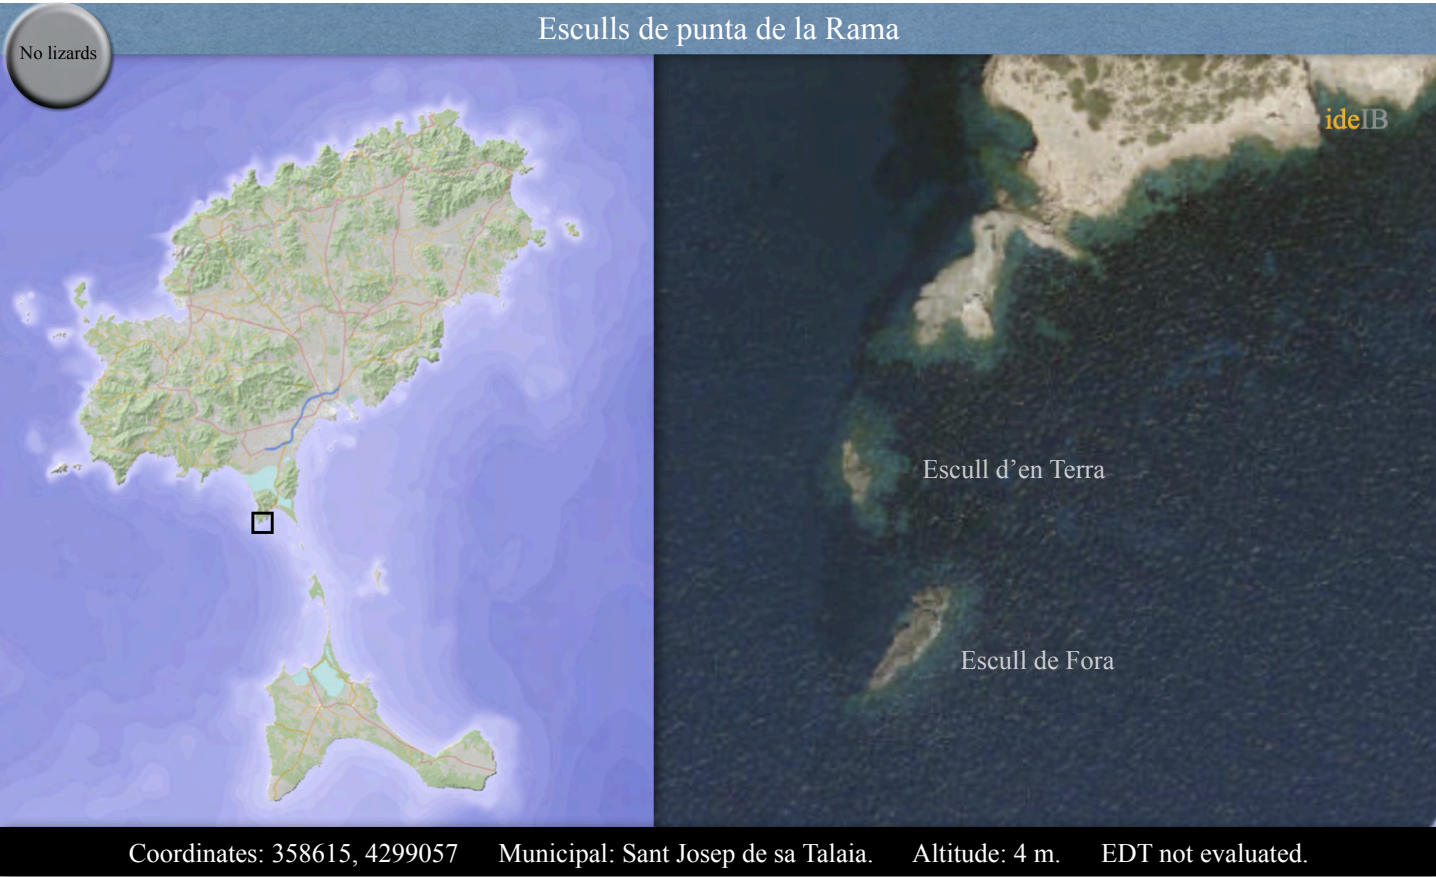 Esculls de punta de la Rama
No lizards
ideIB
Escull d’en Terra
Escull de Fora
Coordinates: 358615, 4299057 Municipal: Sant Josep de sa Talaia. Altitude: 4 m. EDT not evaluated.